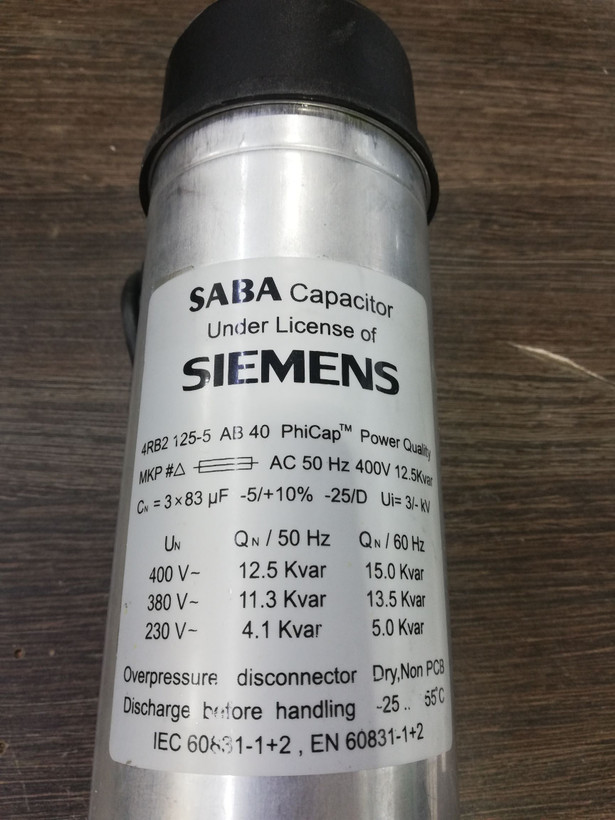 SABA Capacitor
Under License of
SIEMENS
4RB2 125-5 AB 40 PhiCap™ Power Quality
MKP #△ AC 50 Hz 400V 12.5Kvar
CN = 3×83 µF -5/+10% -25/D Ui= 3/- kV
UN QN / 50 Hz QN / 60 Hz
400 V~ 12.5 Kvar 15.0 Kvar
380 V~ 11.3 Kvar 13.5 Kvar
230 V~ 4.1 Kvar 5.0 Kvar
Overpressure disconnector Dry,Non PCB
Discharge before handling -25 .. 55°C
IEC 60831-1+2 , EN 60831-1+2